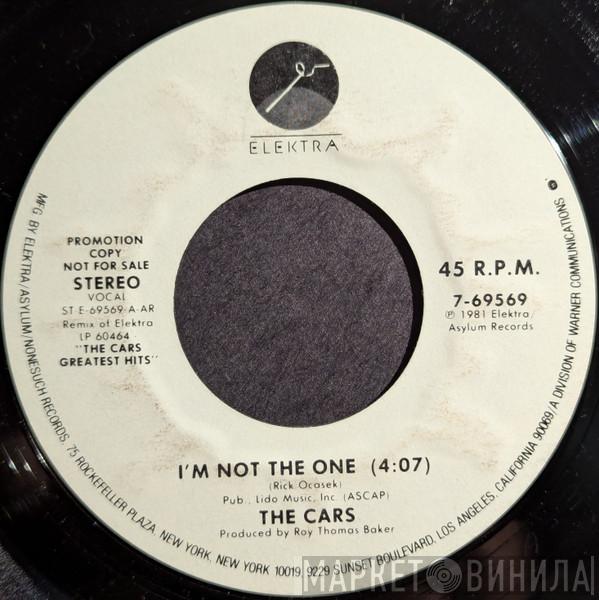 ELEKTRA
PROMOTION
COPY
NOT FOR SALE
STEREO
VOCAL
ST E-69569-A-AR
Remix of Elektra
LP 60464
"THE CARS
GREATEST HITS"
45 R.P.M.
7-69569
Ⓟ 1981 Elektra/
Asylum Records
I'M NOT THE ONE (4:07)
(Rick Ocasek)
Pub., Lido Music, Inc. (ASCAP)
THE CARS
Produced by Roy Thomas Baker
MFG BY ELEKTRA/ASYLUM/NONESUCH RECORDS, 75 ROCKEFELLER PLAZA, NEW YORK, NEW YORK 10019, 9229 SUNSET BOULEVARD, LOS ANGELES, CALIFORNIA 90069/A DIVISION OF WARNER COMMUNICATIONS
МАРКЕТ ВИНИЛА